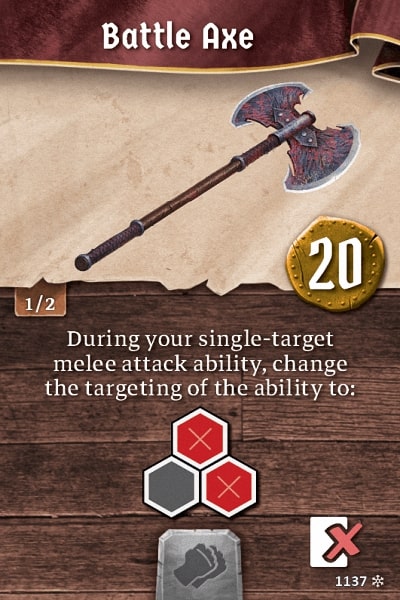 Battle Axe
20
1/2
During your single-target
melee attack ability, change
the targeting of the ability to:
1137